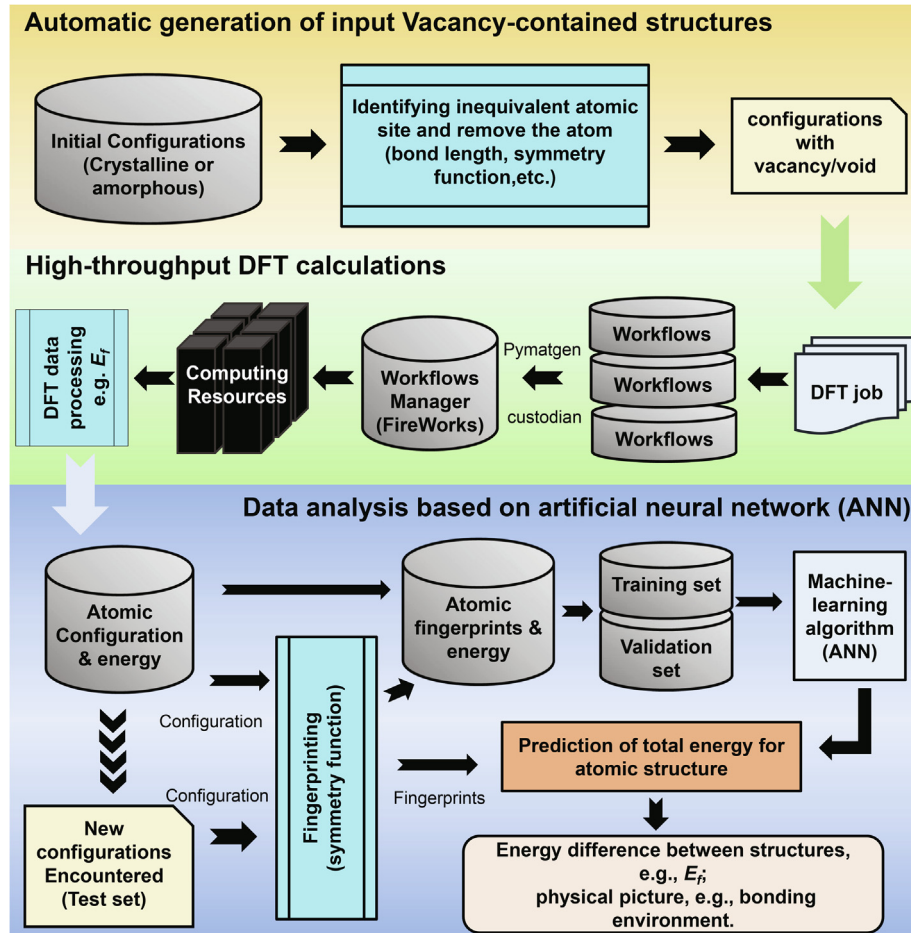 Automatic generation of input Vacancy-contained structures
Initial Configurations
(Crystalline or
amorphous)
Identifying inequivalent atomic
site and remove the atom
(bond length, symmetry
function,etc.)
configurations
with
vacancy/void
High-throughput DFT calculations
DFT data
processing
e.g. Ef
Computing
Resources
Workflows
Manager
(FireWorks)
Pymatgen
custodian
Workflows
Workflows
Workflows
DFT job
Data analysis based on artificial neural network (ANN)
Atomic
Configuration
& energy
Atomic
fingerprints &
energy
Training set
Validation
set
Machine-
learning
algorithm
(ANN)
Configuration
Configuration
Fingerprinting
(symmetry function)
Fingerprints
Prediction of total energy for
atomic structure
New
configurations
Encountered
(Test set)
Energy difference between structures,
e.g., Ef;
physical picture, e.g., bonding
environment.